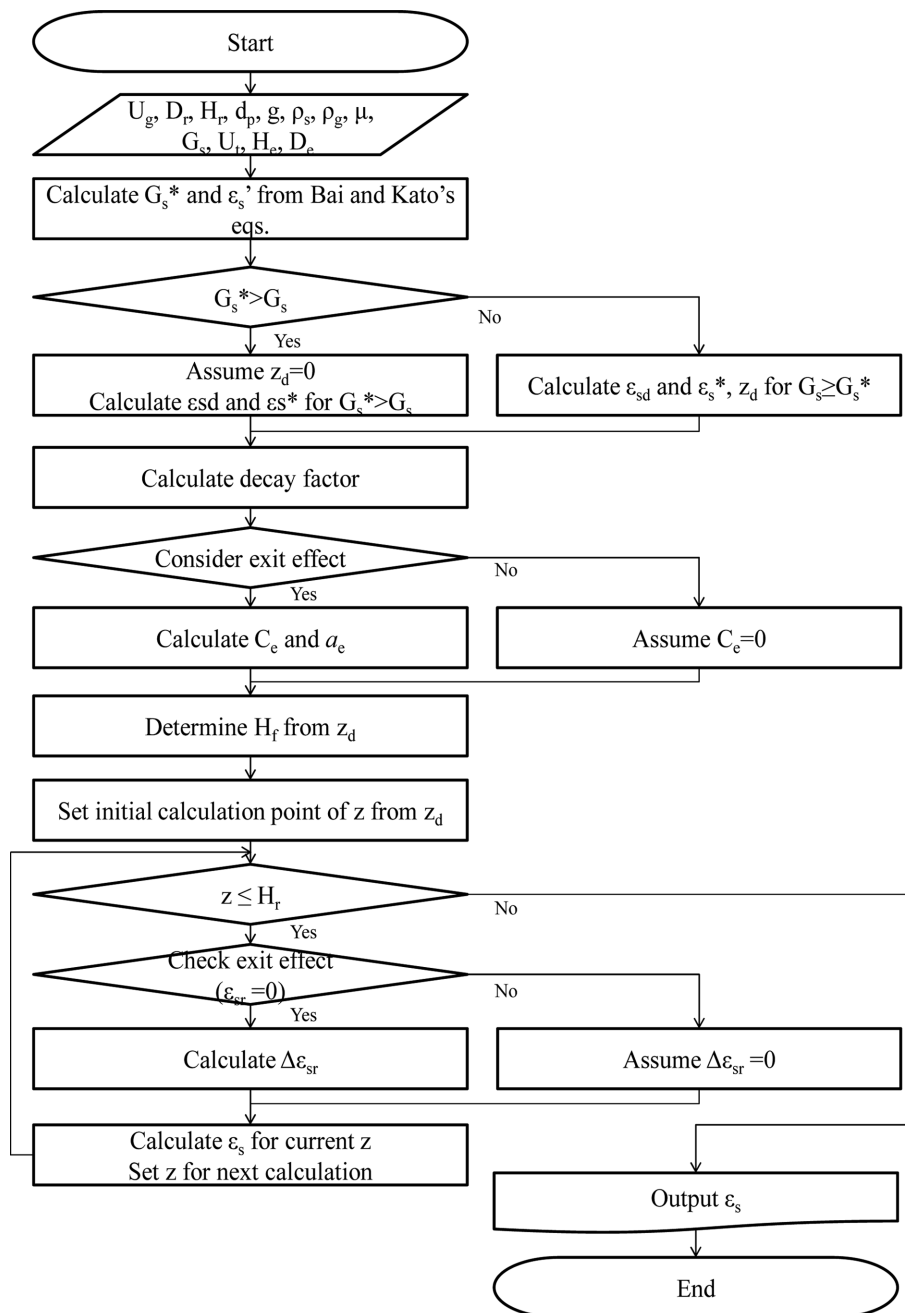 Start
U_g, D_r, H_r, d_p, g, ρ_s, ρ_g, μ,
G_s, U_t, H_e, D_e
Calculate G_s* and ε_s’ from Bai and Kato’s
eqs.
G_s*>G_s
No
Yes
Assume z_d=0
Calculate εsd and εs* for G_s*>G_s
Calculate ε_sd and ε_s*, z_d for G_s≥G_s*
Calculate decay factor
Consider exit effect
No
Yes
Calculate C_e and a_e
Assume C_e=0
Determine H_f from z_d
Set initial calculation point of z from z_d
z ≤ H_r
No
Yes
Check exit effect
(ε_sr =0)
No
Yes
Calculate Δε_sr
Assume Δε_sr =0
Calculate ε_s for current z
Set z for next calculation
Output ε_s
End